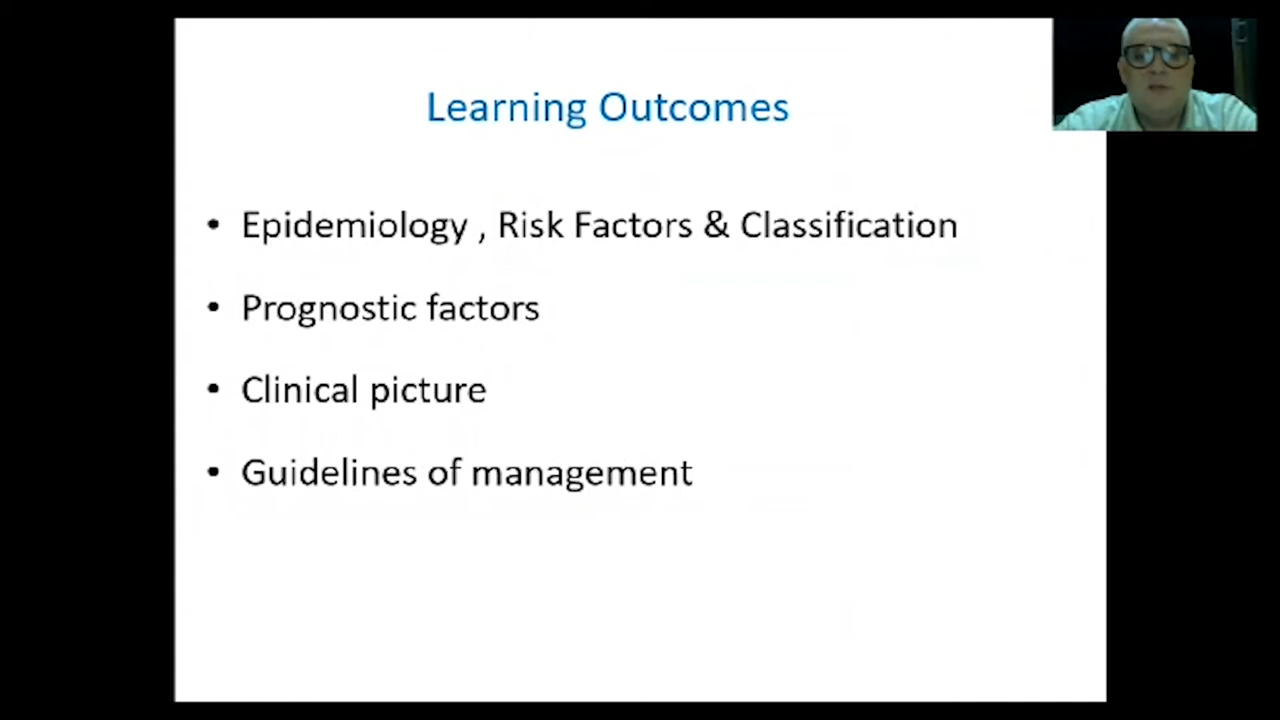 Learning Outcomes
• Epidemiology , Risk Factors & Classification
• Prognostic factors
• Clinical picture
• Guidelines of management